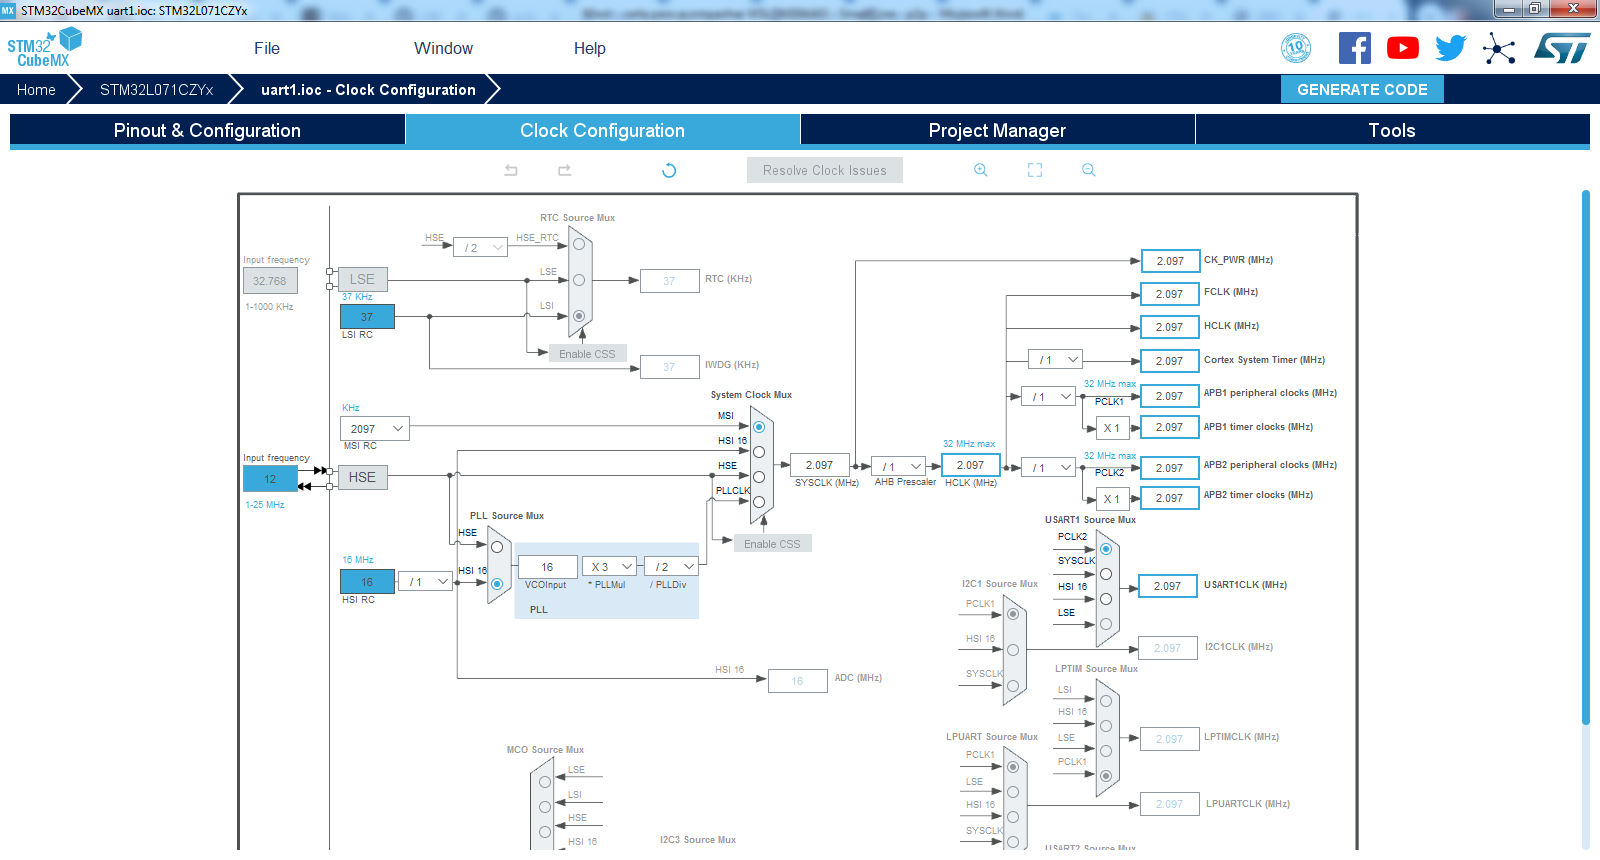 MX STM32CubeMX uart1.ioc: STM32L071CZYx
STM32
CubeMX
File Window Help
10
ST
Home STM32L071CZYx uart1.ioc - Clock Configuration GENERATE CODE
Pinout & Configuration Clock Configuration Project Manager Tools
Resolve Clock Issues
RTC Source Mux
HSE / 2 HSE_RTC
Input frequency
32.768
1-1000 KHz
LSE
LSE
37 RTC (KHz)
37 KHz
37
LSI RC
LSI
Enable CSS
37 IWDG (KHz)
2.097 CK_PWR (MHz)
2.097 FCLK (MHz)
2.097 HCLK (MHz)
/ 1 2.097 Cortex System Timer (MHz)
32 MHz max
/ 1 PCLK1 2.097 APB1 peripheral clocks (MHz)
X 1 2.097 APB1 timer clocks (MHz)
System Clock Mux
KHz
2097
MSI RC
MSI
HSI 16
HSE
PLLCLK
Input frequency
12
1-25 MHz
HSE
2.097
SYSCLK (MHz)
/ 1
AHB Prescaler
32 MHz max
2.097
HCLK (MHz)
32 MHz max
/ 1 PCLK2 2.097 APB2 peripheral clocks (MHz)
X 1 2.097 APB2 timer clocks (MHz)
Enable CSS
PLL Source Mux
HSE
HSI 16
16 MHz
16
HSI RC
/ 1
16 X 3 / 2
VCOInput * PLLMul / PLLDiv
PLL
USART1 Source Mux
PCLK2
SYSCLK
HSI 16
LSE
2.097 USART1CLK (MHz)
I2C1 Source Mux
PCLK1
HSI 16
SYSCLK
2.097 I2C1CLK (MHz)
HSI 16
16 ADC (MHz)
LPTIM Source Mux
LSI
HSI 16
LSE
PCLK1
2.097 LPTIMCLK (MHz)
LPUART Source Mux
PCLK1
LSE
HSI 16
SYSCLK
2.097 LPUARTCLK (MHz)
MCO Source Mux
LSE
LSI
HSE
HSI 16
I2C3 Source Mux
USART2 Source Mux